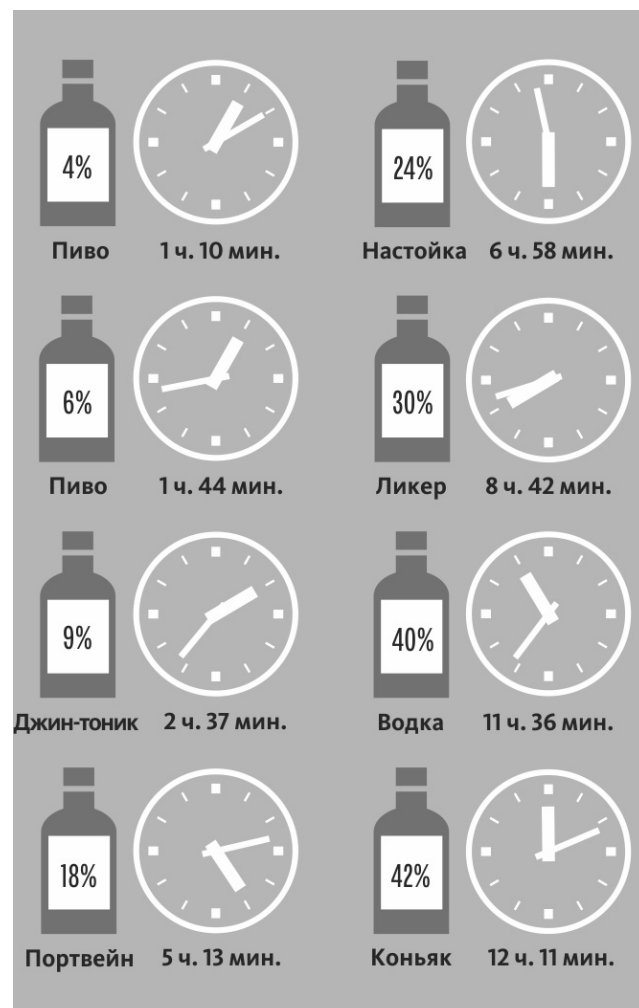 4%
Пиво 1 ч. 10 мин.
24%
Настойка 6 ч. 58 мин.
6%
Пиво 1 ч. 44 мин.
30%
Ликер 8 ч. 42 мин.
9%
Джин-тоник 2 ч. 37 мин.
40%
Водка 11 ч. 36 мин.
18%
Портвейн 5 ч. 13 мин.
42%
Коньяк 12 ч. 11 мин.